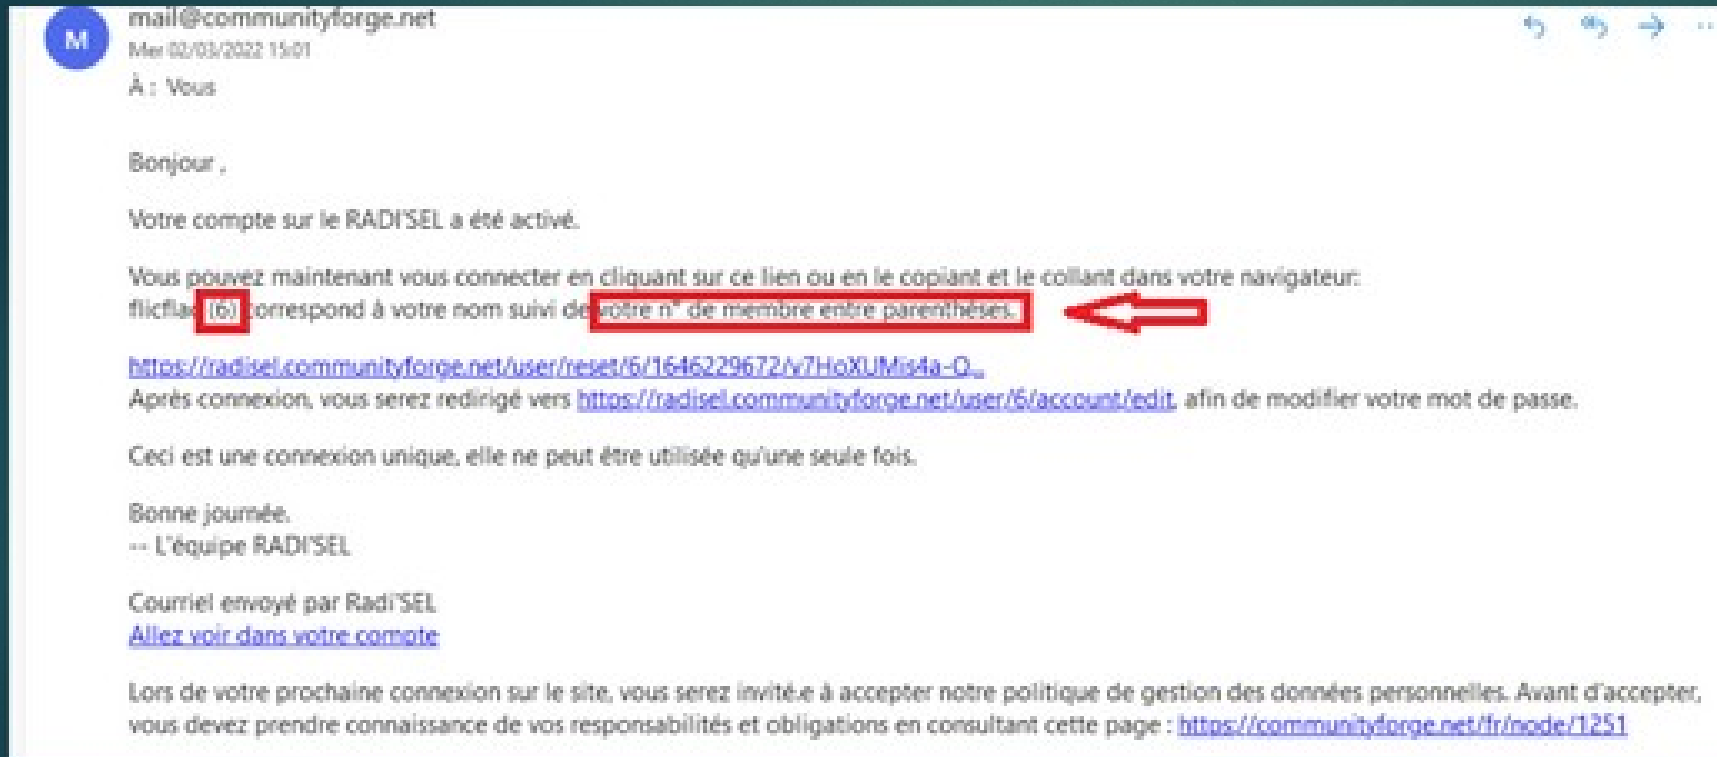 M
mail@communityforge.net
Mer 02/03/2022 15:01
À : Vous
Bonjour ,
Votre compte sur le RADI'SEL a été activé.
Vous pouvez maintenant vous connecter en cliquant sur ce lien ou en le copiant et le collant dans votre navigateur:
flicflac (6) correspond à votre nom suivi de votre n° de membre entre parenthèses.
https://radisel.communityforge.net/user/reset/6/1646229672/v7HoXUMis4a-Q...
Après connexion, vous serez redirigé vers https://radisel.communityforge.net/user/6/account/edit, afin de modifier votre mot de passe.
Ceci est une connexion unique, elle ne peut être utilisée qu'une seule fois.
Bonne journée.
-- L'équipe RADI'SEL
Courriel envoyé par Radi'SEL
Allez voir dans votre compte
Lors de votre prochaine connexion sur le site, vous serez invité.e à accepter notre politique de gestion des données personnelles. Avant d'accepter,
vous devez prendre connaissance de vos responsabilités et obligations en consultant cette page : https://communityforge.net/fr/node/1251